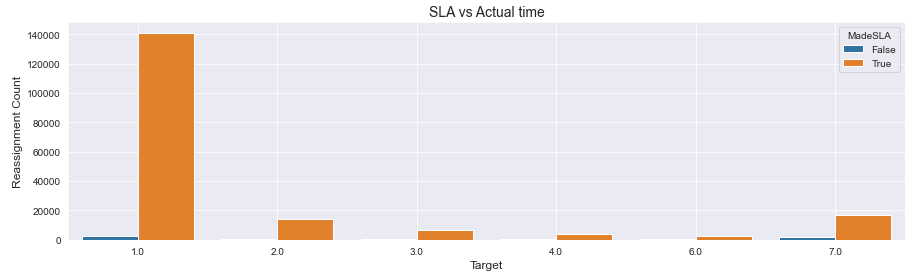 SLA vs Actual time
MadeSLA
False
True
Reassignment Count
140000
120000
100000
80000
60000
40000
20000
0
1.0
2.0
3.0
4.0
6.0
7.0
Target